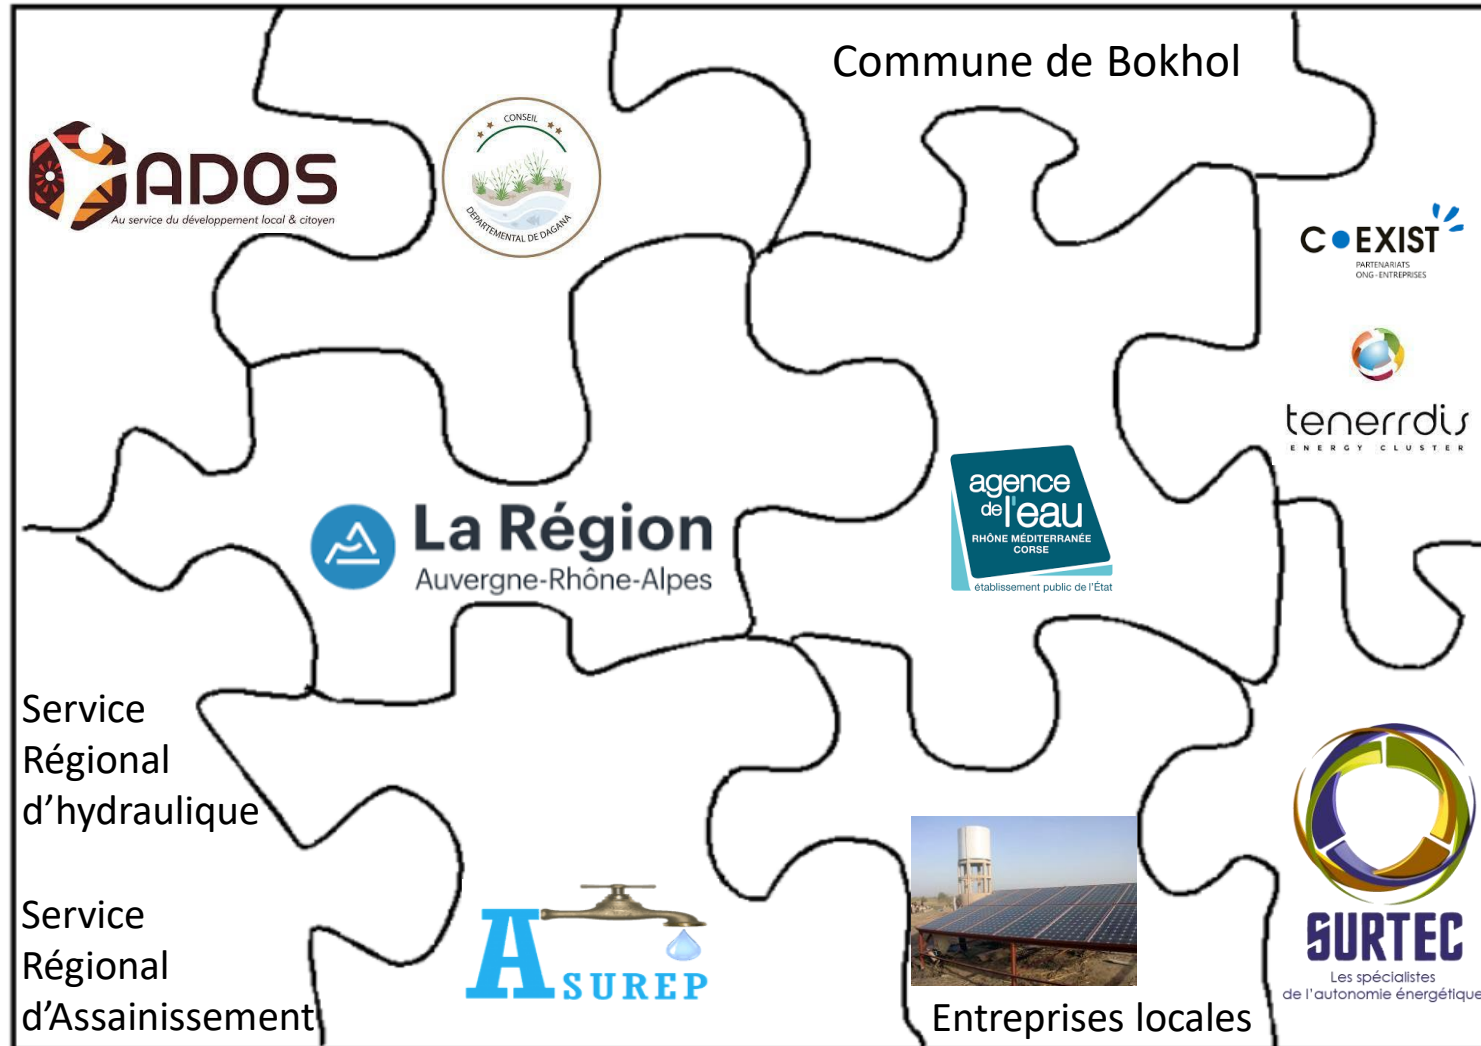 Commune de Bokhol
ADOS
Au service du développement local & citoyen
CONSEIL
DEPARTEMENTAL DE DAGANA
C EXIST
PARTENARIATS
ONG - ENTREPRISES
tenerrdis
ENERGY CLUSTER
La Région
Auvergne-Rhône-Alpes
agence
de l'eau
RHÔNE MÉDITERRANÉE
CORSE
établissement public de l'État
Service
Régional
d’hydraulique
Service
Régional
d’Assainissement
ASUREP
Entreprises locales
SURTEC
Les spécialistes
de l'autonomie énergétique